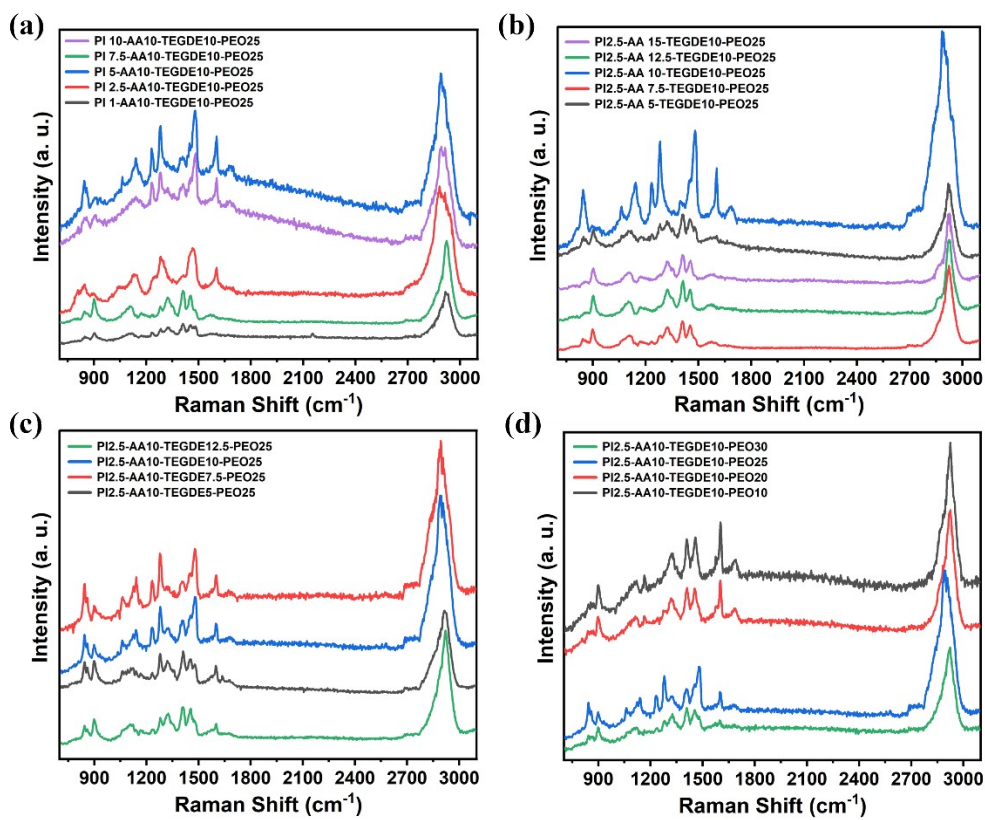 (a)
PI 10-AA10-TEGDE10-PEO25
PI 7.5-AA10-TEGDE10-PEO25
PI 5-AA10-TEGDE10-PEO25
PI 2.5-AA10-TEGDE10-PEO25
PI 1-AA10-TEGDE10-PEO25
Intensity (a. u.)
900 1200 1500 1800 2100 2400 2700 3000
Raman Shift (cm⁻¹)
(b)
PI2.5-AA 15-TEGDE10-PEO25
PI2.5-AA 12.5-TEGDE10-PEO25
PI2.5-AA 10-TEGDE10-PEO25
PI2.5-AA 7.5-TEGDE10-PEO25
PI2.5-AA 5-TEGDE10-PEO25
Intensity (a. u.)
900 1200 1500 1800 2100 2400 2700 3000
Raman Shift (cm⁻¹)
(c)
PI2.5-AA10-TEGDE12.5-PEO25
PI2.5-AA10-TEGDE10-PEO25
PI2.5-AA10-TEGDE7.5-PEO25
PI2.5-AA10-TEGDE5-PEO25
Intensity (a. u.)
900 1200 1500 1800 2100 2400 2700 3000
Raman Shift (cm⁻¹)
(d)
PI2.5-AA10-TEGDE10-PEO30
PI2.5-AA10-TEGDE10-PEO25
PI2.5-AA10-TEGDE10-PEO20
PI2.5-AA10-TEGDE10-PEO10
Intensity (a. u.)
900 1200 1500 1800 2100 2400 2700 3000
Raman Shift (cm⁻¹)